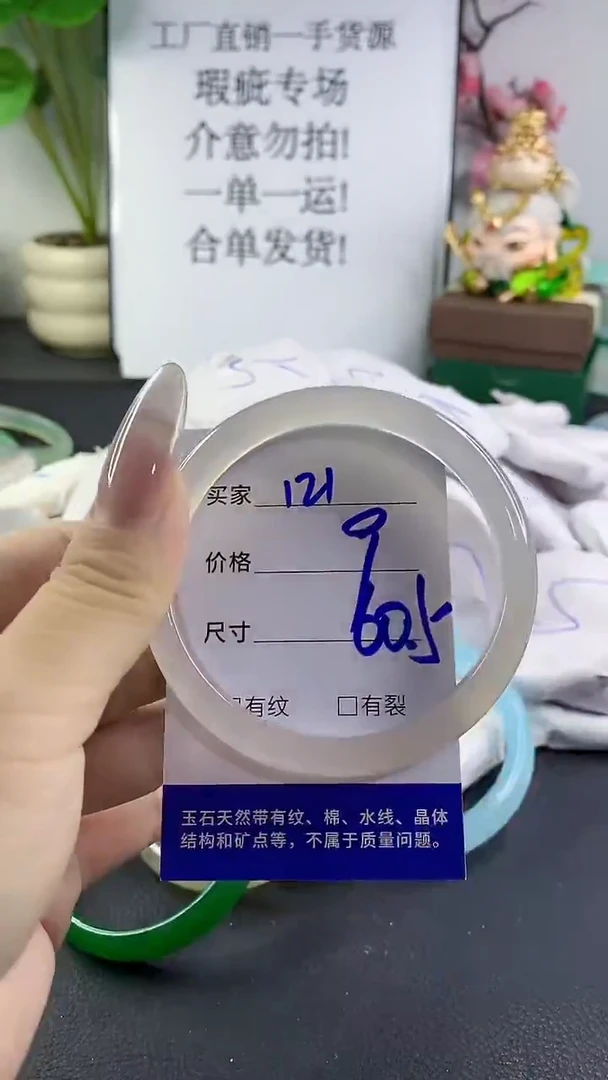 工厂直销一手货源
瑕疵专场
介意勿拍!
一单一运!
合单发货!
买家 121
价格 9
尺寸 60.5
□有纹 □有裂
玉石天然带有纹、棉、水线、晶体
结构和矿点等，不属于质量问题。